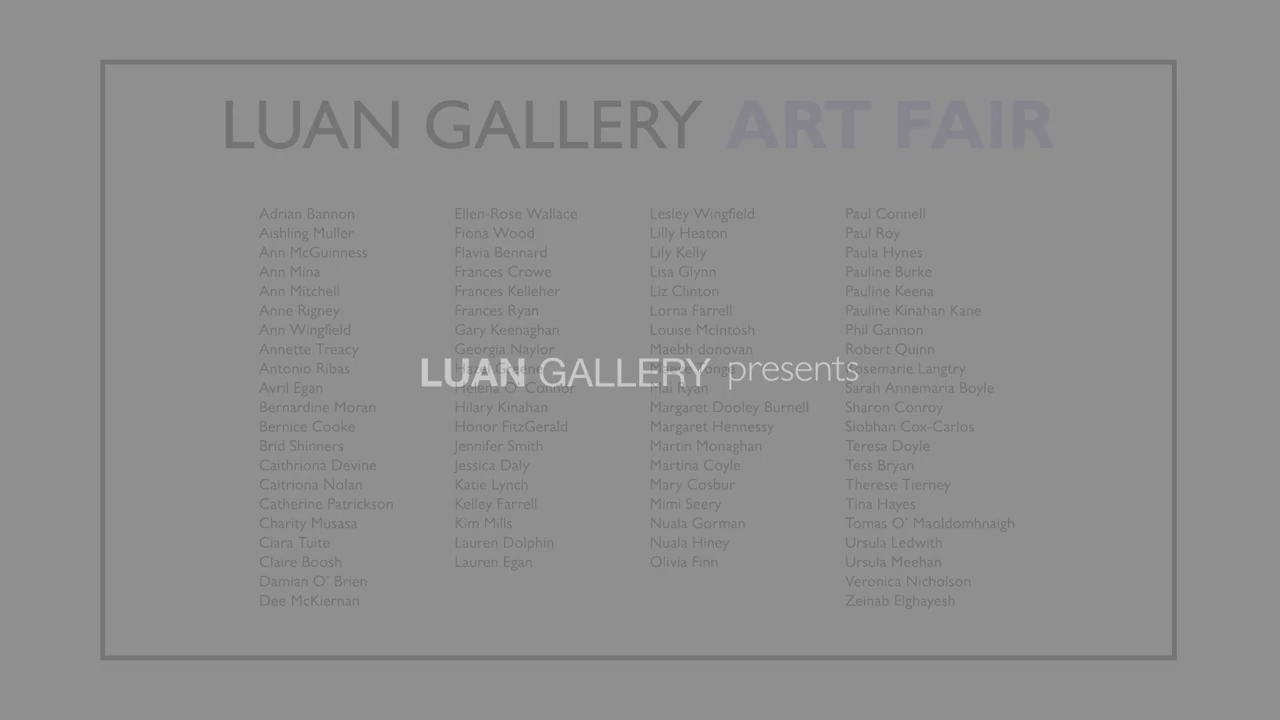 LUAN GALLERY ART FAIR
Adrian Bannon
Aishling Muller
Ann McGuinness
Ann Mina
Ann Mitchell
Anne Rigney
Ann Wingfield
Annette Treacy
Antonio Ribas
Avril Egan
Bernardine Moran
Bernice Cooke
Brid Shinners
Caithriona Devine
Caitriona Nolan
Catherine Patrickson
Charity Musasa
Ciara Tuite
Claire Boosh
Damian O' Brien
Dee McKiernan
Ellen-Rose Wallace
Fiona Wood
Flavia Bennard
Frances Crowe
Frances Kelleher
Frances Ryan
Gary Keenaghan
Georgia Naylor
Hazel Greene
Helena O' Connor
Hilary Kinahan
Honor FitzGerald
Jennifer Smith
Jessica Daly
Katie Lynch
Kelley Farrell
Kim Mills
Lauren Dolphin
Lauren Egan
Lesley Wingfield
Lilly Heaton
Lily Kelly
Lisa Glynn
Liz Clinton
Lorna Farrell
Louise McIntosh
Maebh donovan
Mai Ryan
Margaret Dooley Burnell
Margaret Hennessy
Martin Monaghan
Martina Coyle
Mary Cosbur
Mimi Seery
Nuala Gorman
Nuala Hiney
Olivia Finn
Paul Connell
Paul Roy
Paula Hynes
Pauline Burke
Pauline Keena
Pauline Kinahan Kane
Phil Gannon
Robert Quinn
Rosemarie Langtry
Sarah Annemaria Boyle
Sharon Conroy
Siobhan Cox-Carlos
Teresa Doyle
Tess Bryan
Therese Tierney
Tina Hayes
Tomas O' Maoldomhnaigh
Ursula Ledwith
Ursula Meehan
Veronica Nicholson
Zeinab Elghayesh
LUAN GALLERY presents